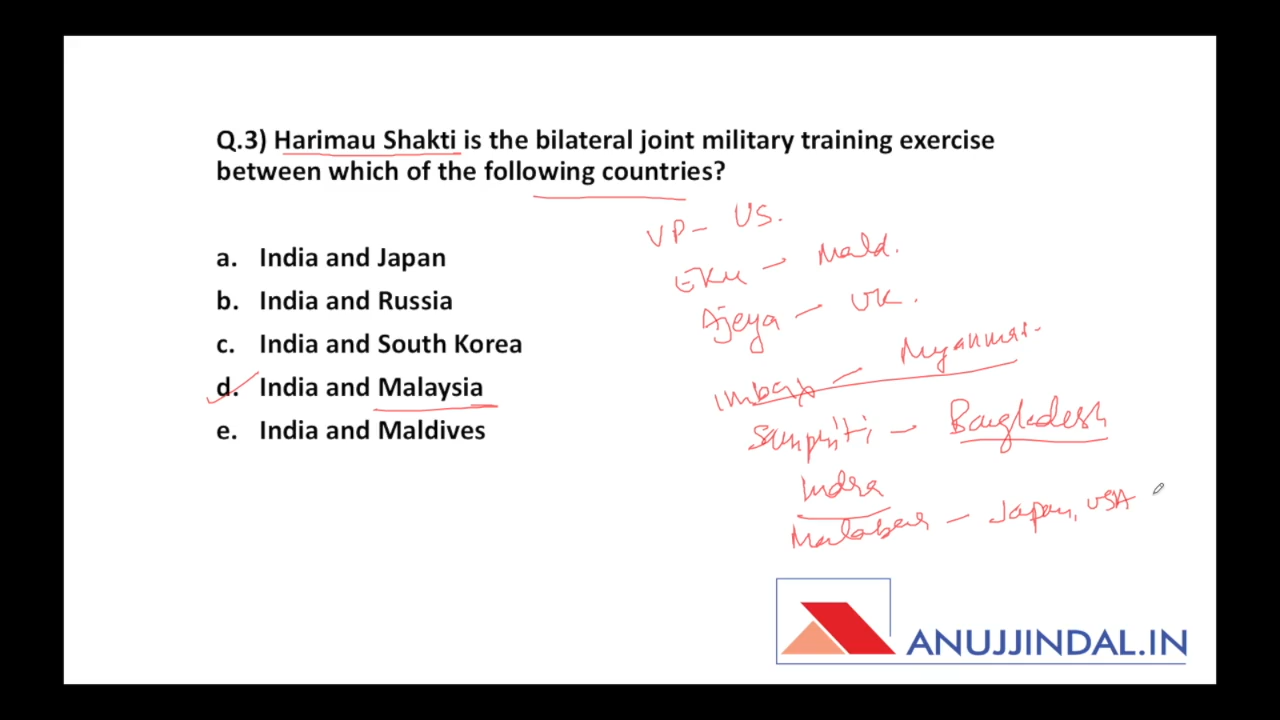 Q.3) Harimau Shakti is the bilateral joint military training exercise
between which of the following countries?
a. India and Japan
b. India and Russia
c. India and South Korea
d. India and Malaysia
e. India and Maldives
VP - US.
Eku - Mald.
Ajeya - UK.
Imbax - Myanmar.
Sampriti - Bangladesh
Indra
Malabar - Japan, USA
ANUJJINDAL.IN